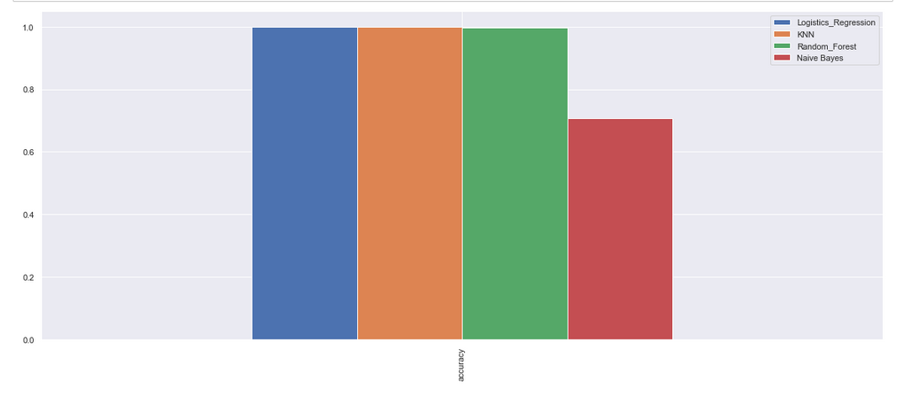 1.0
0.8
0.6
0.4
0.2
0.0
Logistics_Regression
KNN
Random_Forest
Naive Bayes
accuracy